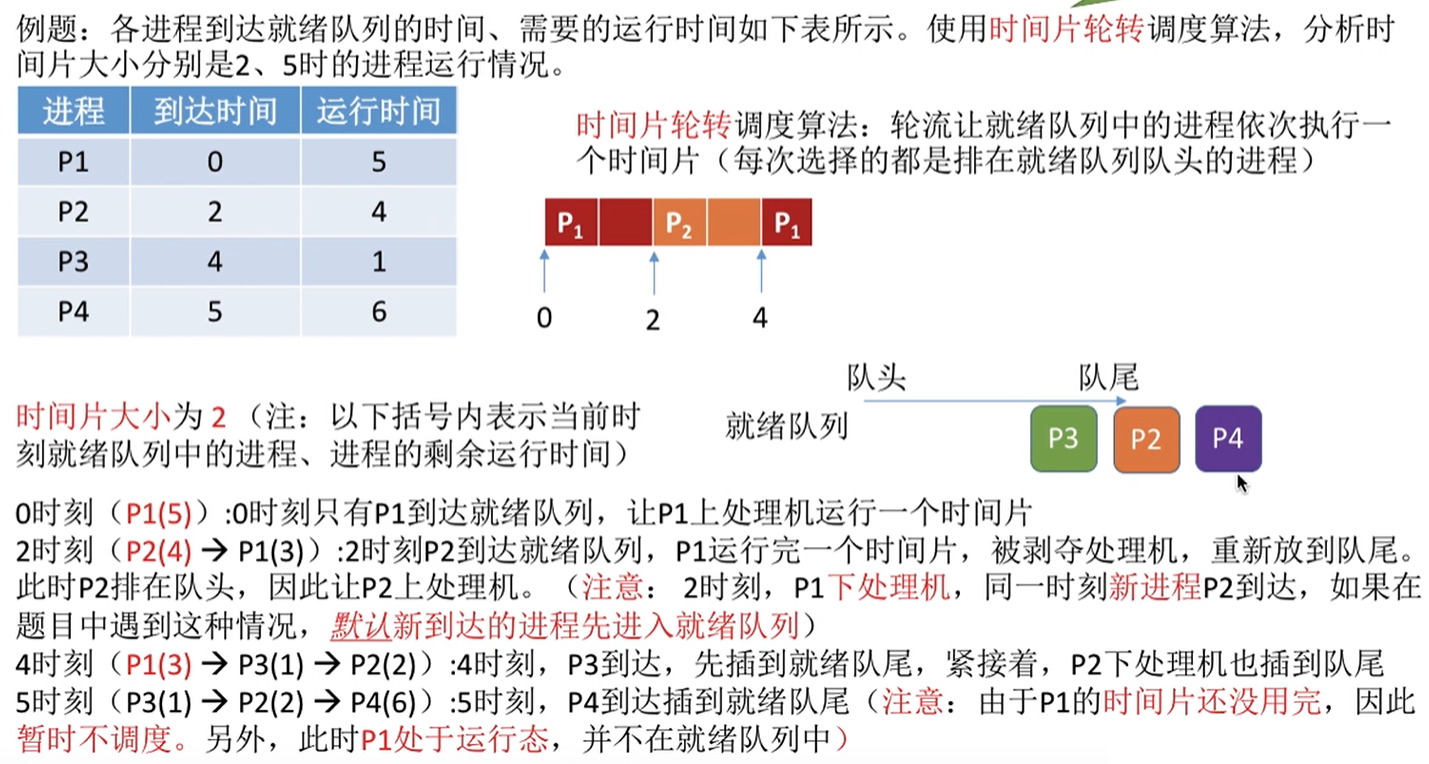 例题：各进程到达就绪队列的时间、需要的运行时间如下表所示。使用时间片轮转调度算法，分析时
间片大小分别是2、5时的进程运行情况。
进程 到达时间 运行时间
P1 0 5
P2 2 4
P3 4 1
P4 5 6
时间片轮转调度算法：轮流让就绪队列中的进程依次执行一
个时间片（每次选择的都是排在就绪队列队头的进程）
P₁ P₂ P₁
0 2 4
队头 队尾
就绪队列 P3 P2 P4
时间片大小为 2 （注：以下括号内表示当前时
刻就绪队列中的进程、进程的剩余运行时间）
0时刻（P1(5)）:0时刻只有P1到达就绪队列，让P1上处理机运行一个时间片
2时刻（P2(4) → P1(3)）:2时刻P2到达就绪队列，P1运行完一个时间片，被剥夺处理机，重新放到队尾。
此时P2排在队头，因此让P2上处理机。（注意： 2时刻，P1下处理机，同一时刻新进程P2到达，如果在
题目中遇到这种情况，默认新到达的进程先进入就绪队列）
4时刻（P1(3) → P3(1) → P2(2)）:4时刻，P3到达，先插到就绪队尾，紧接着，P2下处理机也插到队尾
5时刻（P3(1) → P2(2) → P4(6)）:5时刻，P4到达插到就绪队尾（注意：由于P1的时间片还没用完，因此
暂时不调度。另外，此时P1处于运行态，并不在就绪队列中）